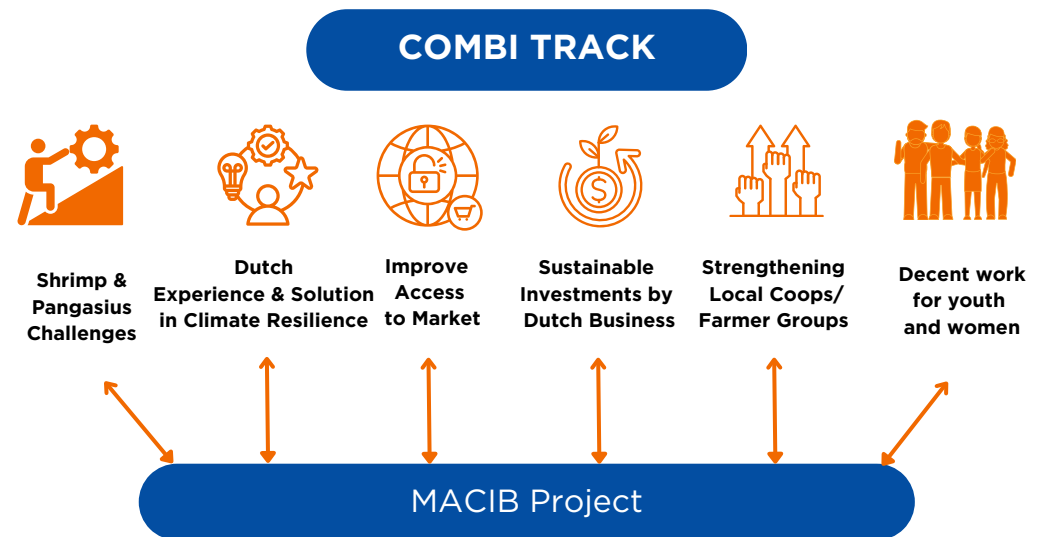 COMBI TRACK
Shrimp &
Pangasius
Challenges
Dutch
Experience & Solution
in Climate Resilience
Improve
Access
to Market
Sustainable
Investments by
Dutch Business
Strengthening
Local Coops/
Farmer Groups
Decent work
for youth
and women
MACIB Project